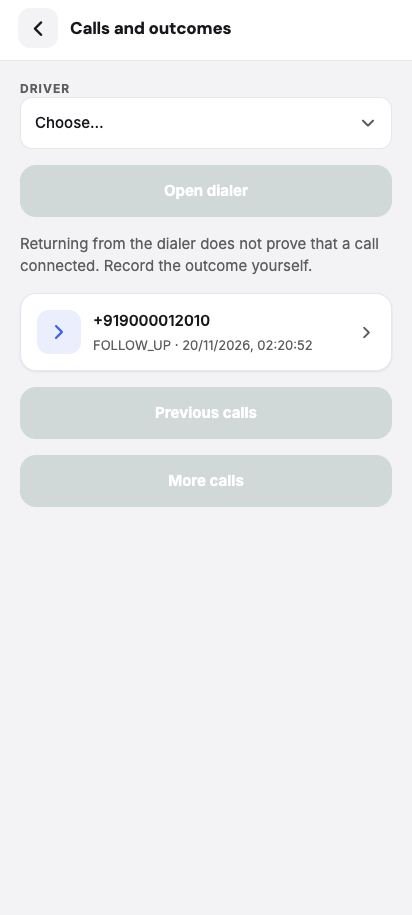 Calls and outcomes
DRIVER
Choose...
Open dialer
Returning from the dialer does not prove that a call
connected. Record the outcome yourself.
+919000012010
FOLLOW_UP · 20/11/2026, 02:20:52
Previous calls
More calls